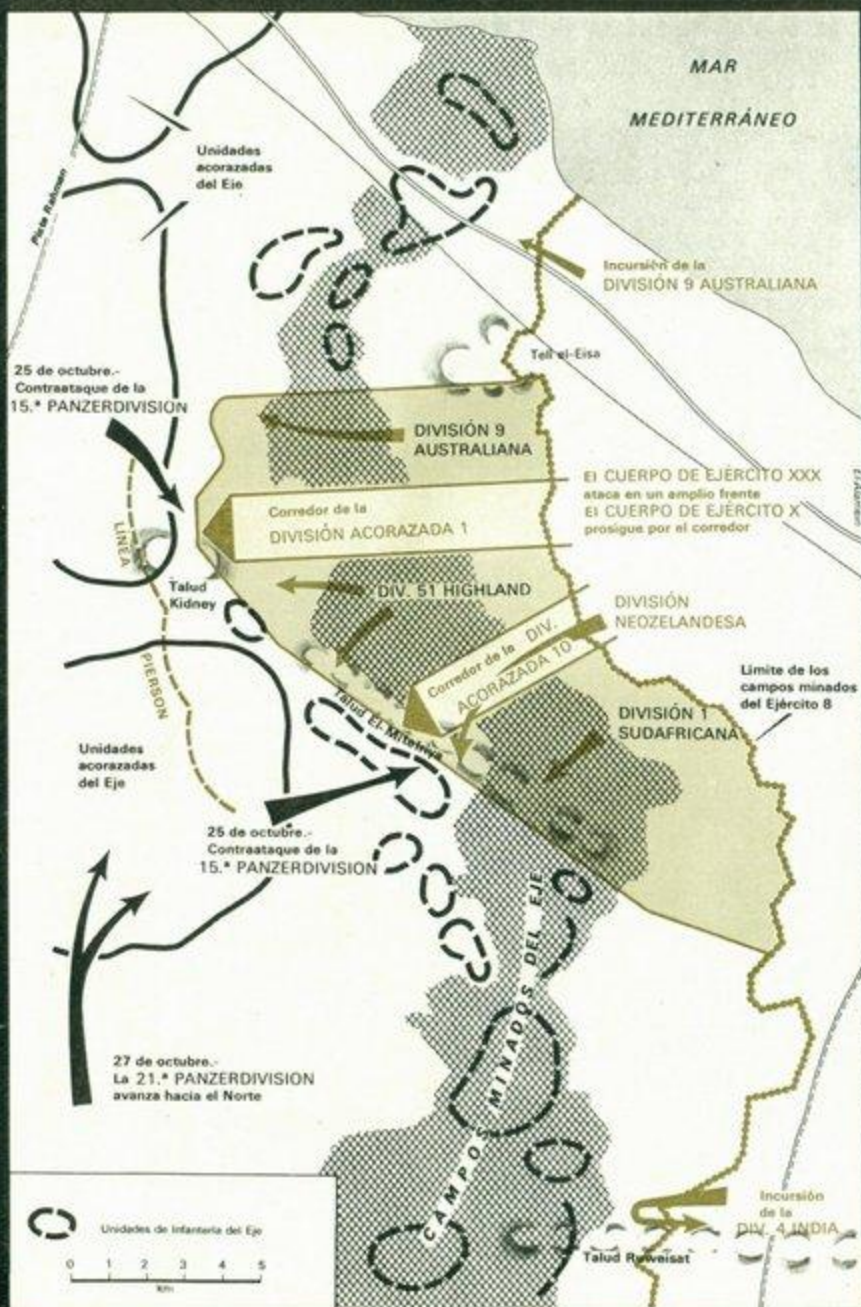 MAR
MEDITERRÁNEO
Unidades
acorazadas
del Eje
Piste Rahman
Incursión de la
DIVISIÓN 9 AUSTRALIANA
Tell el-Eisa
25 de octubre.-
Contraataque de la
15.ª PANZERDIVISION
DIVISIÓN 9
AUSTRALIANA
El CUERPO DE EJÉRCITO XXX
ataca en un amplio frente
El CUERPO DE EJÉRCITO X
prosigue por el corredor
Corredor de la
DIVISIÓN ACORAZADA 1
LÍNEA
PIERSON
Talud
Kidney
DIV. 51 HIGHLAND
DIVISIÓN
NEOZELANDESA
Corredor de la DIV.
ACORAZADA 10
Límite de los
campos minados
del Ejército 8
Talud El-Miteiriya
DIVISIÓN 1
SUDAFRICANA
Unidades
acorazadas
del Eje
25 de octubre.-
Contraataque de la
15.ª PANZERDIVISION
CAMPOS MINADOS DEL EJE
27 de octubre.-
La 21.ª PANZERDIVISION
avanza hacia el Norte
Incursión
de la
DIV. 4 INDIA
Talud Ruweisat
Unidades de Infantería del Eje
0 1 2 3 4 5
km